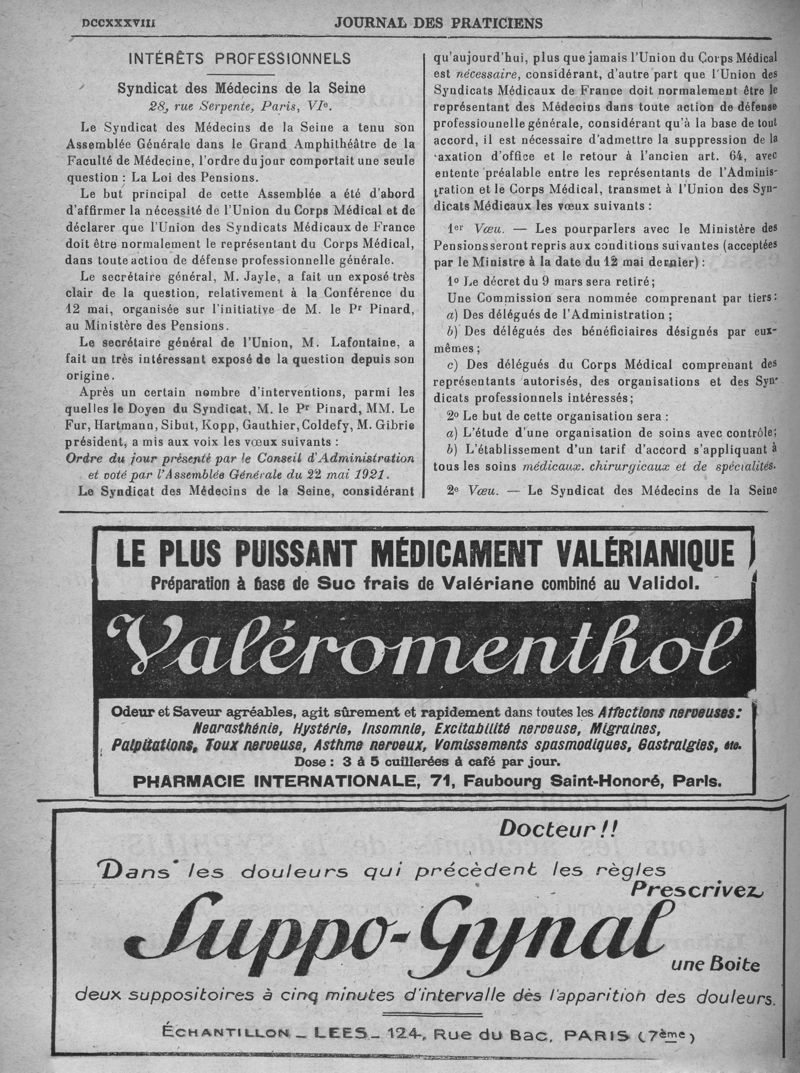 DCCXXXVIII
JOURNAL DES PRATICIENS
INTÉRÊTS PROFESSIONNELS
Syndicat des Médecins de la Seine
28, rue Serpente, Paris, VIe.
Le Syndicat des Médecins de la Seine a tenu son
Assemblée Générale dans le Grand Amphithéâtre de la
Faculté de Médecine, l'ordre du jour comportait une seule
question : La Loi des Pensions.
Le but principal de cette Assemblée a été d'abord
d'affirmer la nécessité de l'Union du Corps Médical et de
déclarer que l'Union des Syndicats Médicaux de France
doit être normalement le représentant du Corps Médical,
dans toute action de défense professionnelle générale.
Le secrétaire général, M. Jayle, a fait un exposé très
clair de la question, relativement à la Conférence du
12 mai, organisée sur l'initiative de M. le Pr Pinard,
au Ministère des Pensions.
Le secrétaire général de l'Union, M. Lafontaine, a
fait un très intéressant exposé de la question depuis son
origine.
Après un certain nombre d'interventions, parmi les
quelles le Doyen du Syndicat, M. le Pr Pinard, MM. Le
Fur, Hartmann, Sibut, Kopp, Gauthier, Coldefy, M. Gibrie
président, a mis aux voix les vœux suivants :
Ordre du jour présenté par le Conseil d'Administration
et voté par l'Assemblée Générale du 22 mai 1921.
Le Syndicat des Médecins de la Seine, considérant
qu'aujourd'hui, plus que jamais l'Union du Corps Médical
est nécessaire, considérant, d'autre part que l'Union des
Syndicats Médicaux de France doit normalement être le
représentant des Médecins dans toute action de défense
professionnelle générale, considérant qu'à la base de tout
accord, il est nécessaire d'admettre la suppression de la
taxation d'office et le retour à l'ancien art. 64, avec
entente préalable entre les représentants de l'Adminis-
tration et le Corps Médical, transmet à l'Union des Syn-
dicats Médicaux les vœux suivants :
1er Vœu. — Les pourparlers avec le Ministère des
Pensions seront repris aux conditions suivantes (acceptées
par le Ministre à la date du 12 mai dernier) :
1o Le décret du 9 mars sera retiré ;
Une Commission sera nommée comprenant par tiers :
a) Des délégués de l'Administration ;
b) Des délégués des bénéficiaires désignés par eux-
mêmes ;
c) Des délégués du Corps Médical comprenant des
représentants autorisés, des organisations et des Syn-
dicats professionnels intéressés ;
2o Le but de cette organisation sera :
a) L'étude d'une organisation de soins avec contrôle ;
b) L'établissement d'un tarif d'accord s'appliquant à
tous les soins médicaux. chirurgicaux et de spécialités.
2e Vœu. — Le Syndicat des Médecins de la Seine
LE PLUS PUISSANT MÉDICAMENT VALÉRIANIQUE
Préparation à base de Suc frais de Valériane combiné au Validol.
Valéromenthol
Odeur et Saveur agréables, agit sûrement et rapidement dans toutes les Affections nerveuses :
Nearasthénie, Hystérie, Insomnie, Excitabilité nerveuse, Migraines,
Palpitations, Toux nerveuse, Asthme nerveux, Vomissements spasmodiques, Gastralgies, etc.
Dose : 3 à 5 cuillerées à café par jour.
PHARMACIE INTERNATIONALE, 71, Faubourg Saint-Honoré, Paris.
Docteur !!
Dans les douleurs qui précèdent les règles
Prescrivez
Suppo-Gynal
une Boite
deux suppositoires à cinq minutes d'intervalle dès l'apparition des douleurs.
ÉCHANTILLON _ LEES _ 124, Rue du Bac, PARIS (7ème)